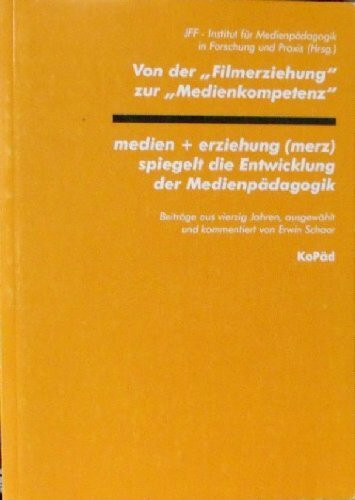 JFF - Institut für Medienpädagogik
in Forschung und Praxis (Hrsg.)
Von der „Filmerziehung"
zur „Medienkompetenz"
medien + erziehung (merz)
spiegelt die Entwicklung
der Medienpädagogik
Beiträge aus vierzig Jahren, ausgewählt
und kommentiert von Erwin Schaar
KoPäd